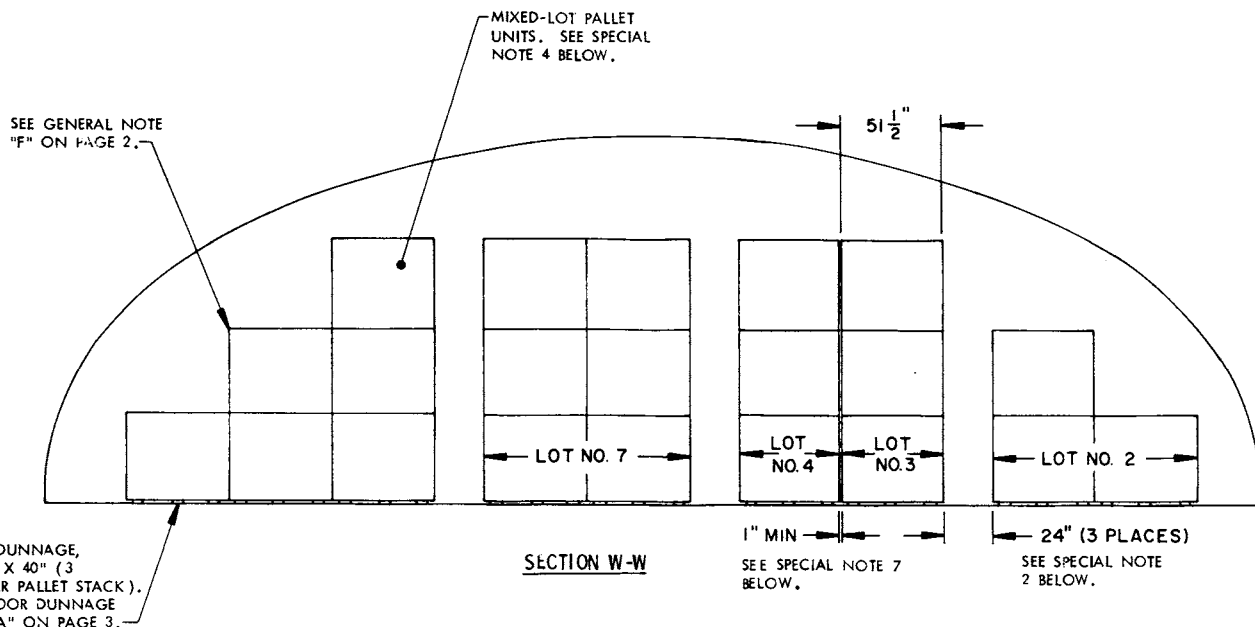 MIXED-LOT PALLET
UNITS. SEE SPECIAL
NOTE 4 BELOW.
SEE GENERAL NOTE
"F" ON PAGE 2.
51 1/2"
LOT NO. 7
LOT
NO.4
LOT
NO.3
LOT NO. 2
1" MIN
SEE SPECIAL NOTE 7
BELOW.
24" (3 PLACES)
SEE SPECIAL NOTE
2 BELOW.
SECTION W-W
DUNNAGE,
X 40" (3
R PALLET STACK).
OOR DUNNAGE
A" ON PAGE 3.